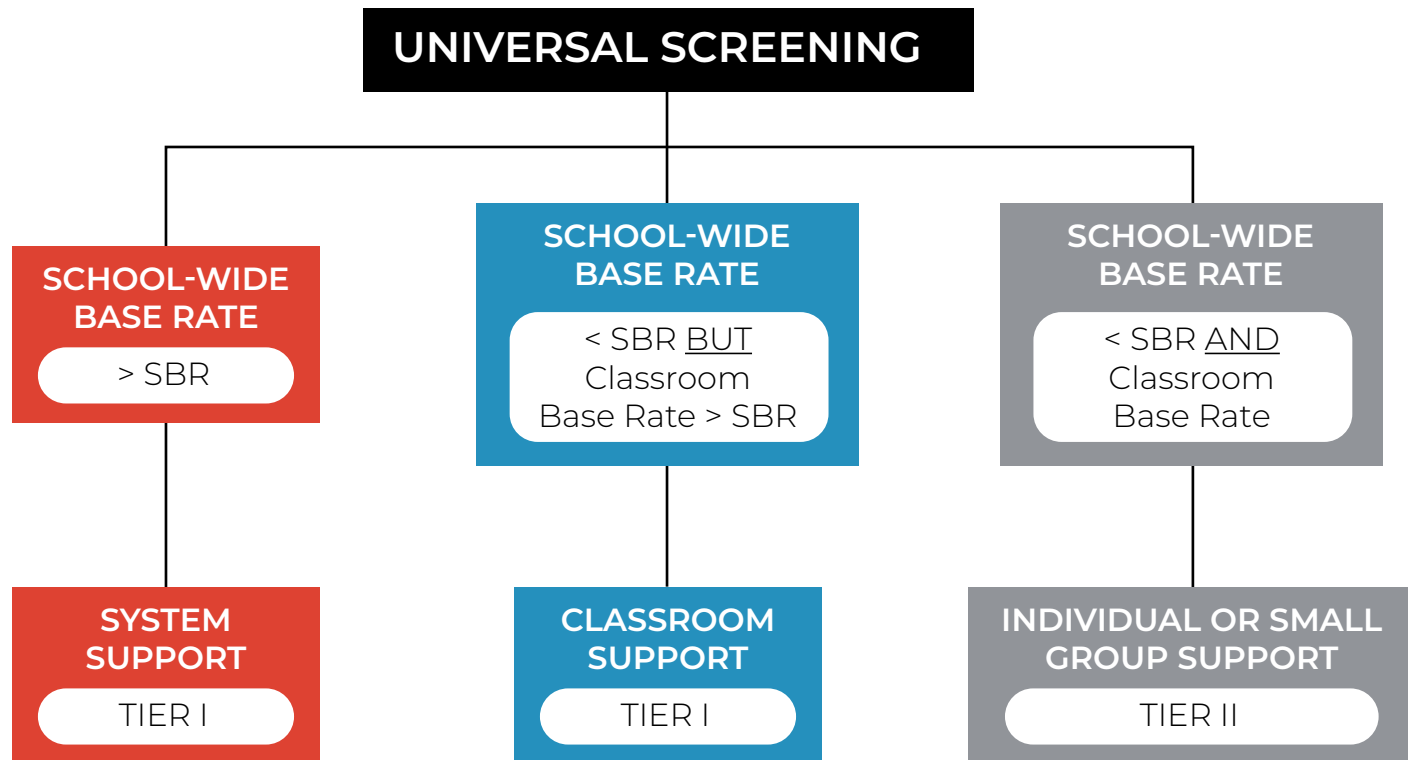 UNIVERSAL SCREENING
SCHOOL-WIDE
BASE RATE
> SBR
SCHOOL-WIDE
BASE RATE
< SBR BUT
Classroom
Base Rate > SBR
SCHOOL-WIDE
BASE RATE
< SBR AND
Classroom
Base Rate
SYSTEM
SUPPORT
TIER I
CLASSROOM
SUPPORT
TIER I
INDIVIDUAL OR SMALL
GROUP SUPPORT
TIER II